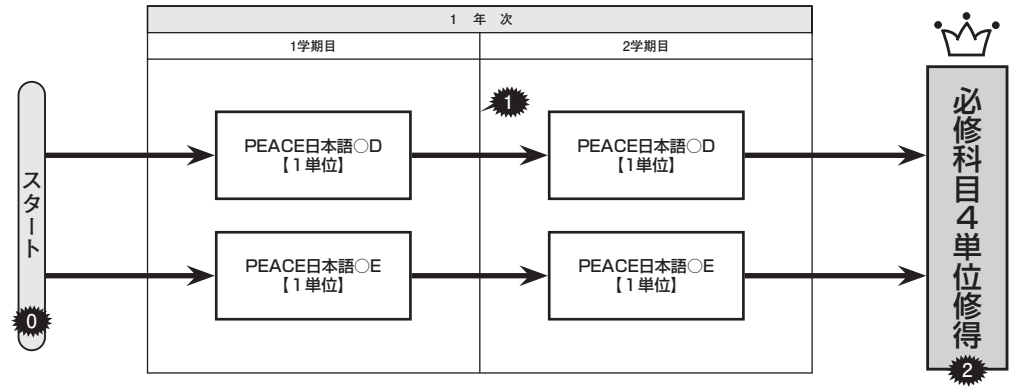 1 年 次
1学期目
2学期目
スタート
0
PEACE日本語○D
【1単位】
1
PEACE日本語○D
【1単位】
PEACE日本語○E
【1単位】
PEACE日本語○E
【1単位】
必修科目4単位修得
2